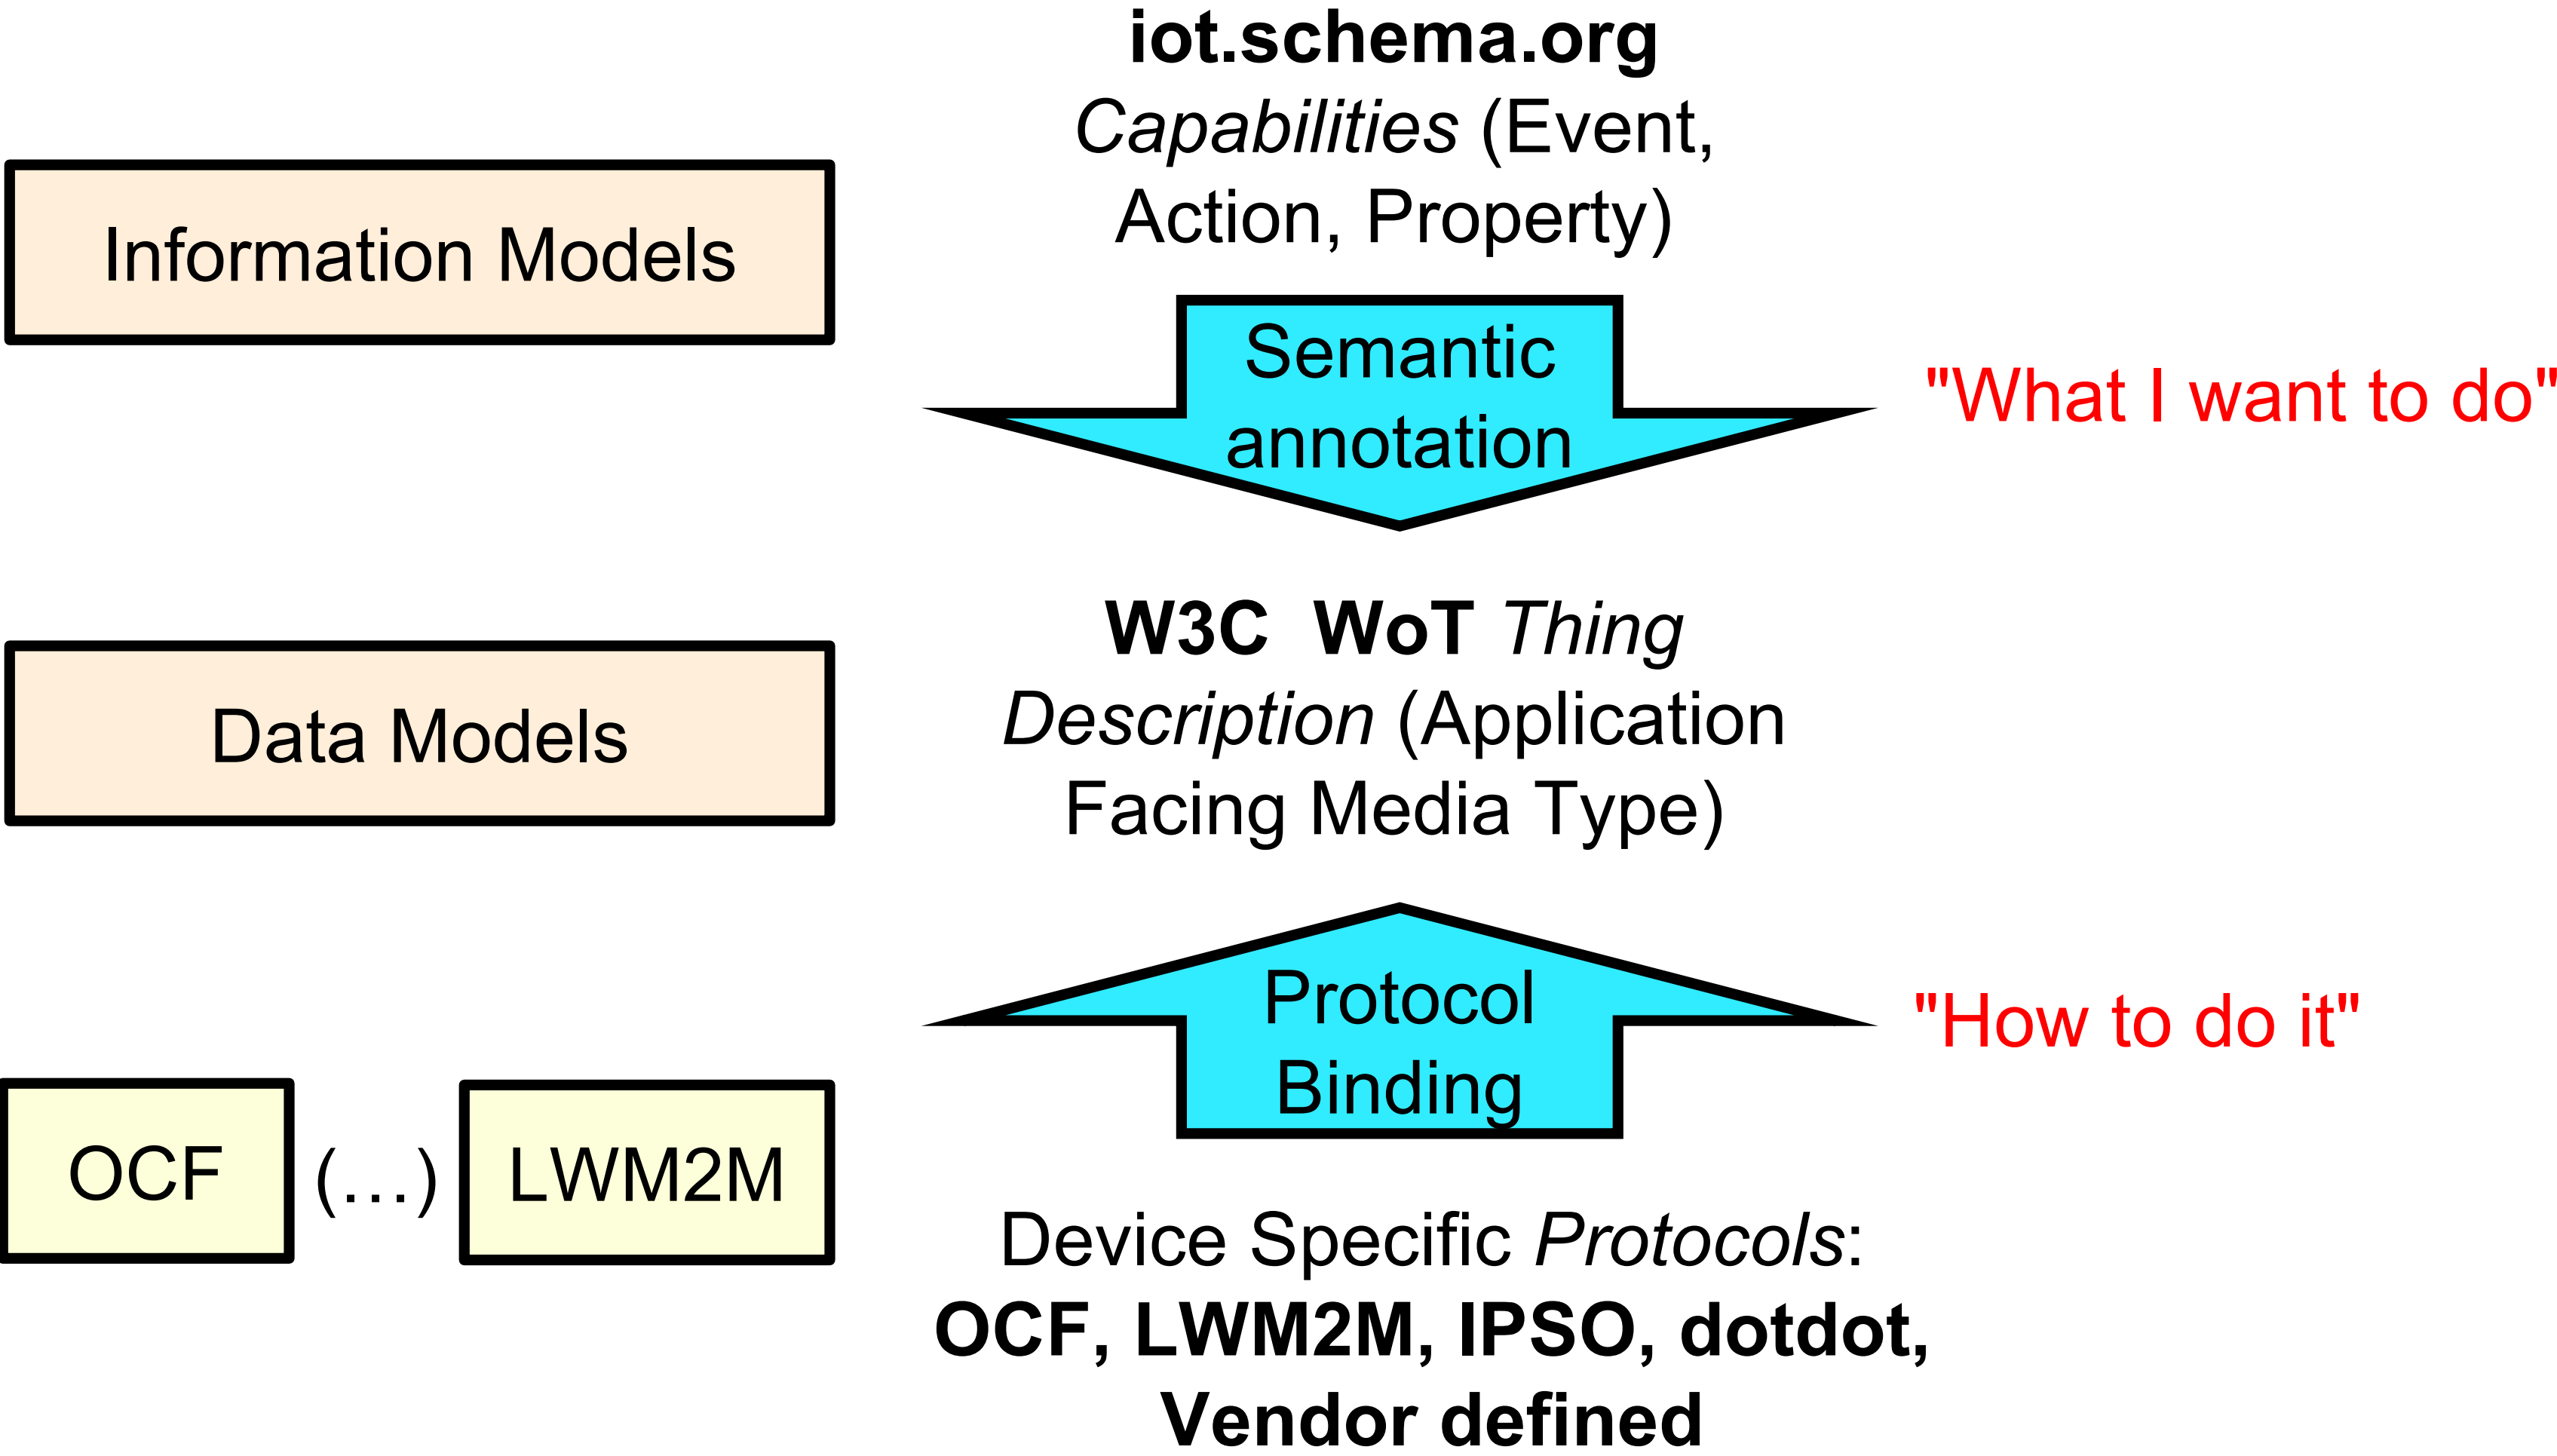 iot.schema.org
Capabilities (Event,
Action, Property)
Information Models
Semantic
annotation
"What I want to do"
W3C  WoT Thing
Description (Application
Facing Media Type)
Data Models
Protocol
Binding
"How to do it"
OCF
(...)
LWM2M
Device Specific Protocols:
OCF, LWM2M, IPSO, dotdot,
Vendor defined